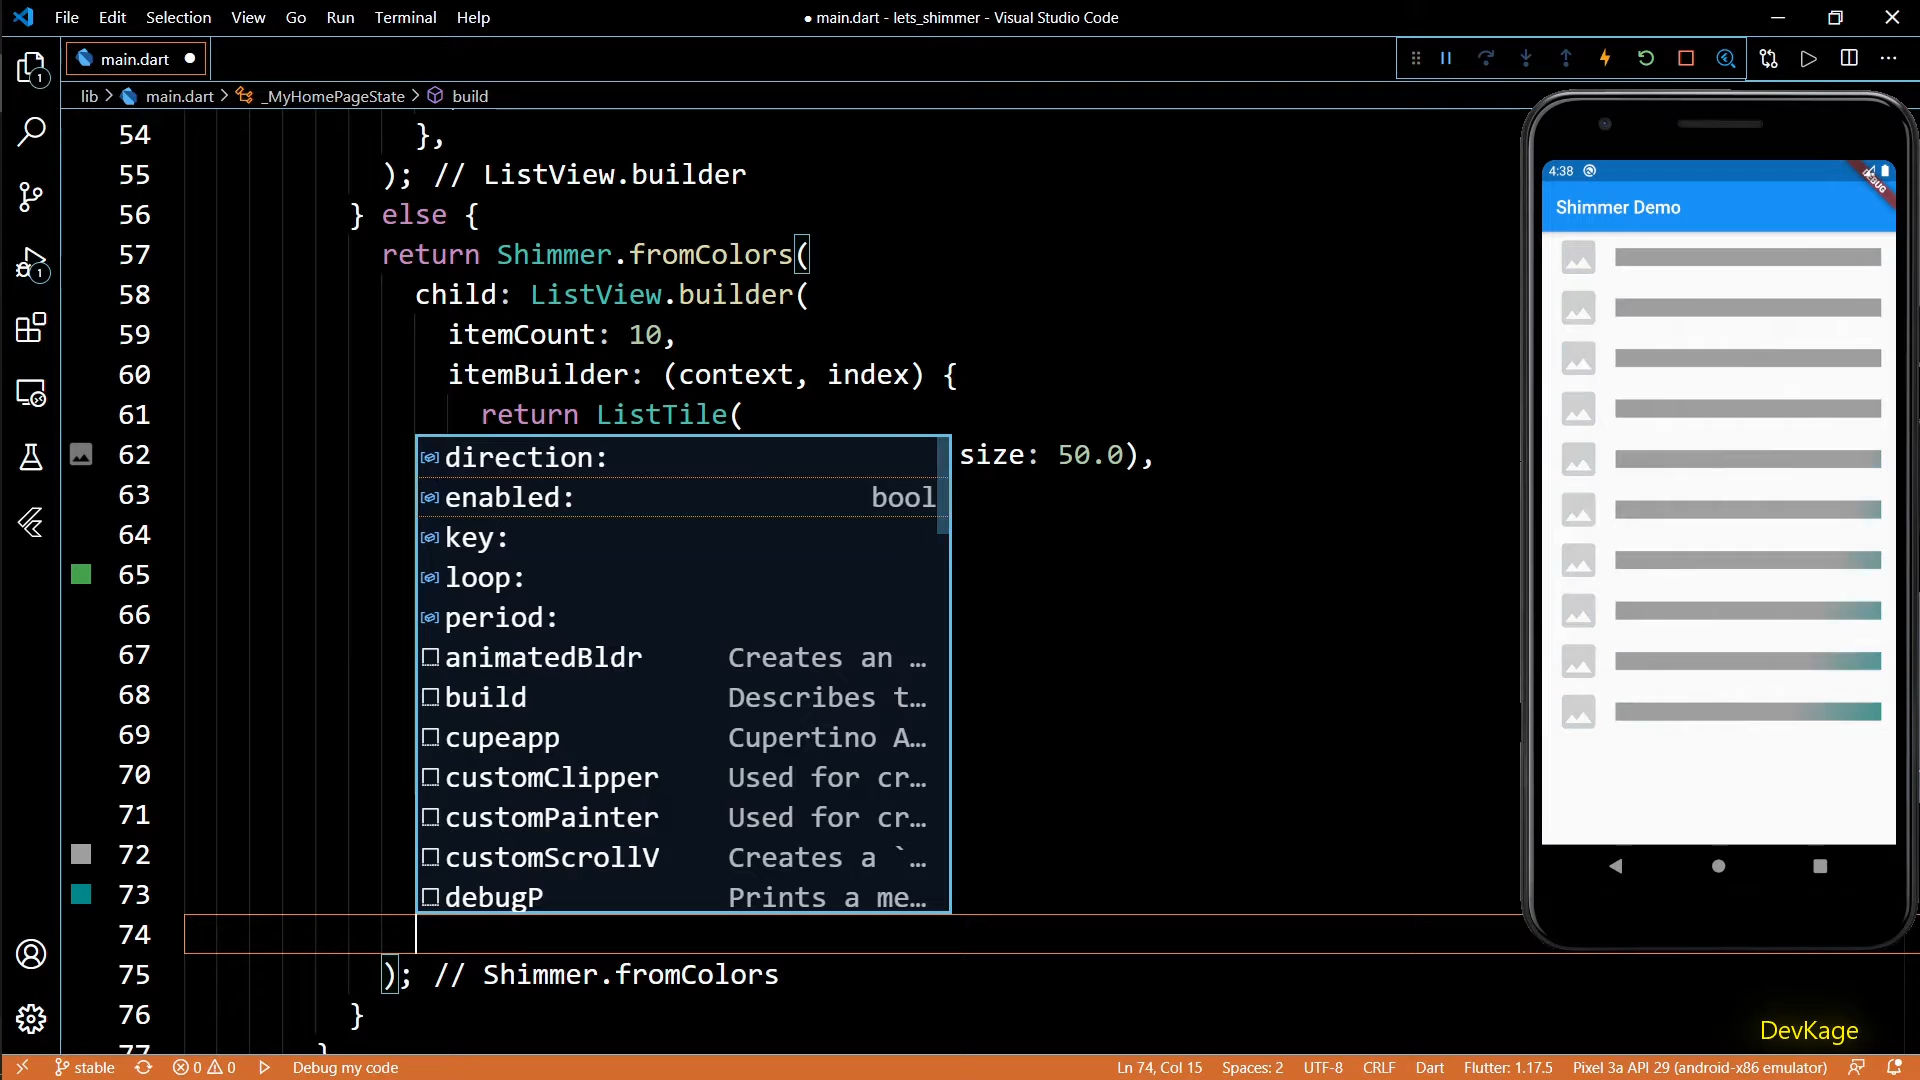 File Edit Selection View Go Run Terminal Help
● main.dart - lets_shimmer - Visual Studio Code
main.dart ●
lib > main.dart > _MyHomePageState > build
1
1
54 },
55 ); // ListView.builder
56 } else {
57 return Shimmer.fromColors(
58 child: ListView.builder(
59 itemCount: 10,
60 itemBuilder: (context, index) {
61 return ListTile(
62 size: 50.0),
63
64
65
66
67
68
69
70
71
72
73
74
75 ); // Shimmer.fromColors
76 }
77 }
direction:
enabled: bool
key:
loop:
period:
animatedBldr Creates an …
build Describes t…
cupeapp Cupertino A…
customClipper Used for cr…
customPainter Used for cr…
customScrollV Creates a `…
debugP Prints a me…
4:38
DEBUG
Shimmer Demo
DevKage
stable 0 0 Debug my code
Ln 74, Col 15 Spaces: 2 UTF-8 CRLF Dart Flutter: 1.17.5 Pixel 3a API 29 (android-x86 emulator)